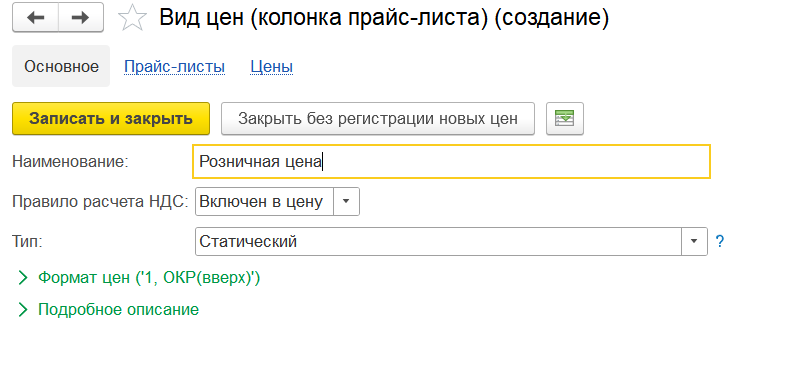 Вид цен (колонка прайс-листа) (создание)
Основное Прайс-листы Цены
Записать и закрыть Закрыть без регистрации новых цен
Наименование: Розничная цена
Правило расчета НДС: Включен в цену
Тип: Статический ?
Формат цен ('1, ОКР(вверх)')
Подробное описание